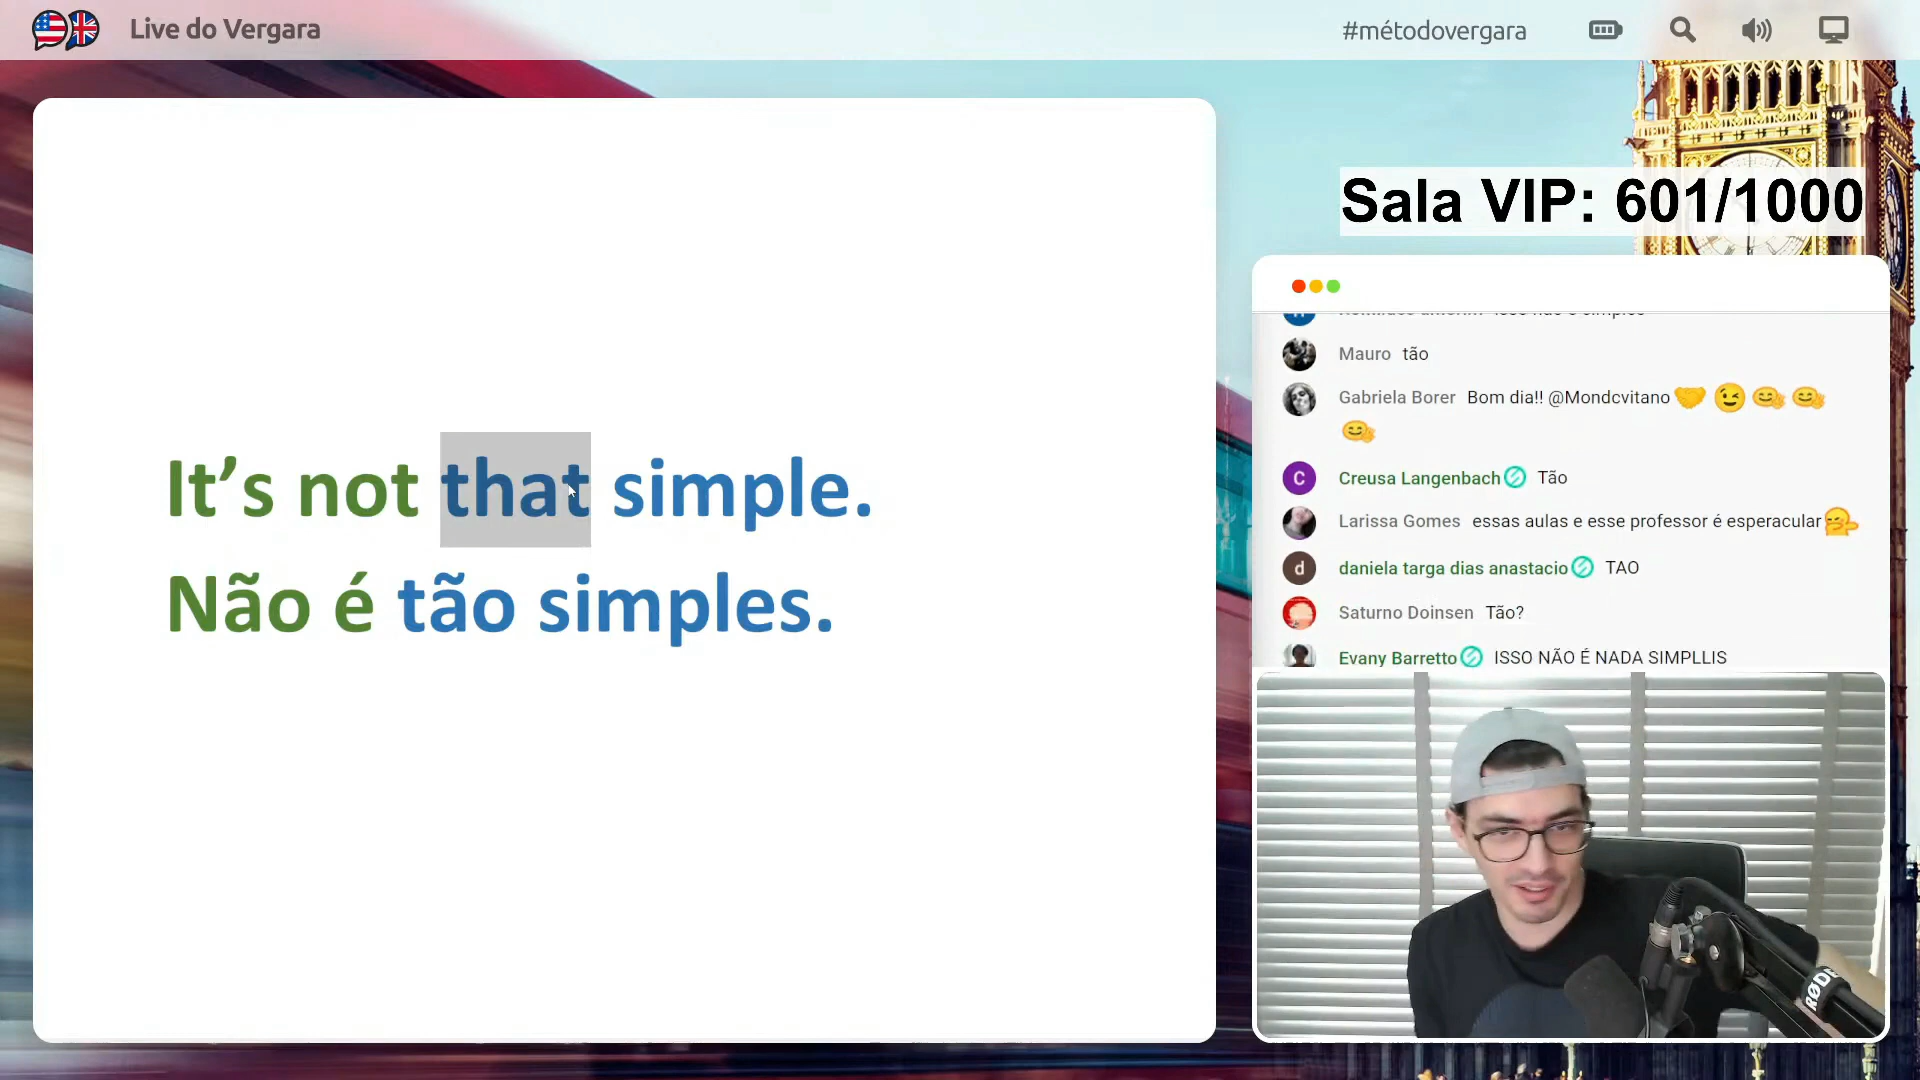 Live do Vergara
#métodovergara
Sala VIP: 601/1000
It’s not that simple.
Não é tão simples.
Mauro tão
Gabriela Borer Bom dia!! @Mondcvitano
Creusa Langenbach Tão
Larissa Gomes essas aulas e esse professor é esperacular
daniela targa dias anastacio TAO
Saturno Doinsen Tão?
Evany Barretto ISSO NÃO É NADA SIMPLLIS
C
d
RØDE